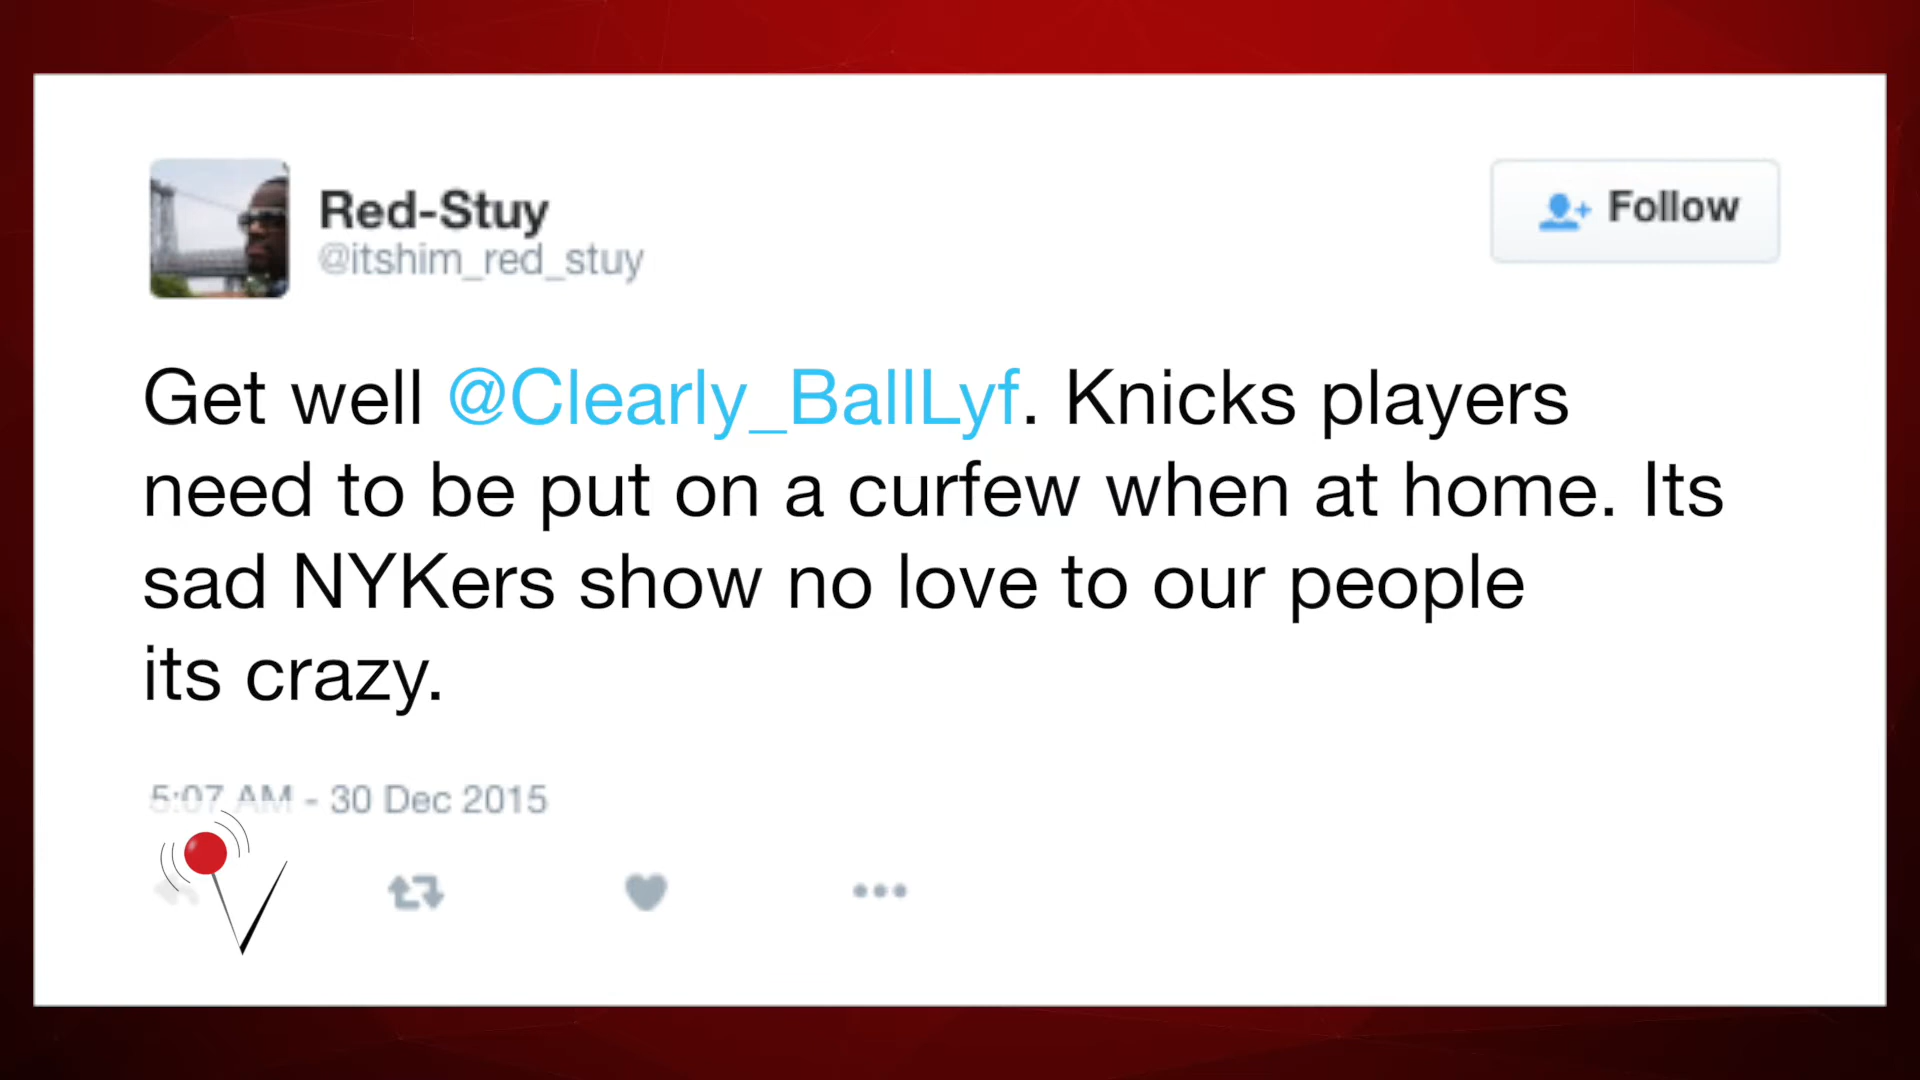 Red-Stuy
@itshim_red_stuy
Follow
Get well @Clearly_BallLyf. Knicks players
need to be put on a curfew when at home. Its
sad NYKers show no love to our people
its crazy.
5:07 AM - 30 Dec 2015